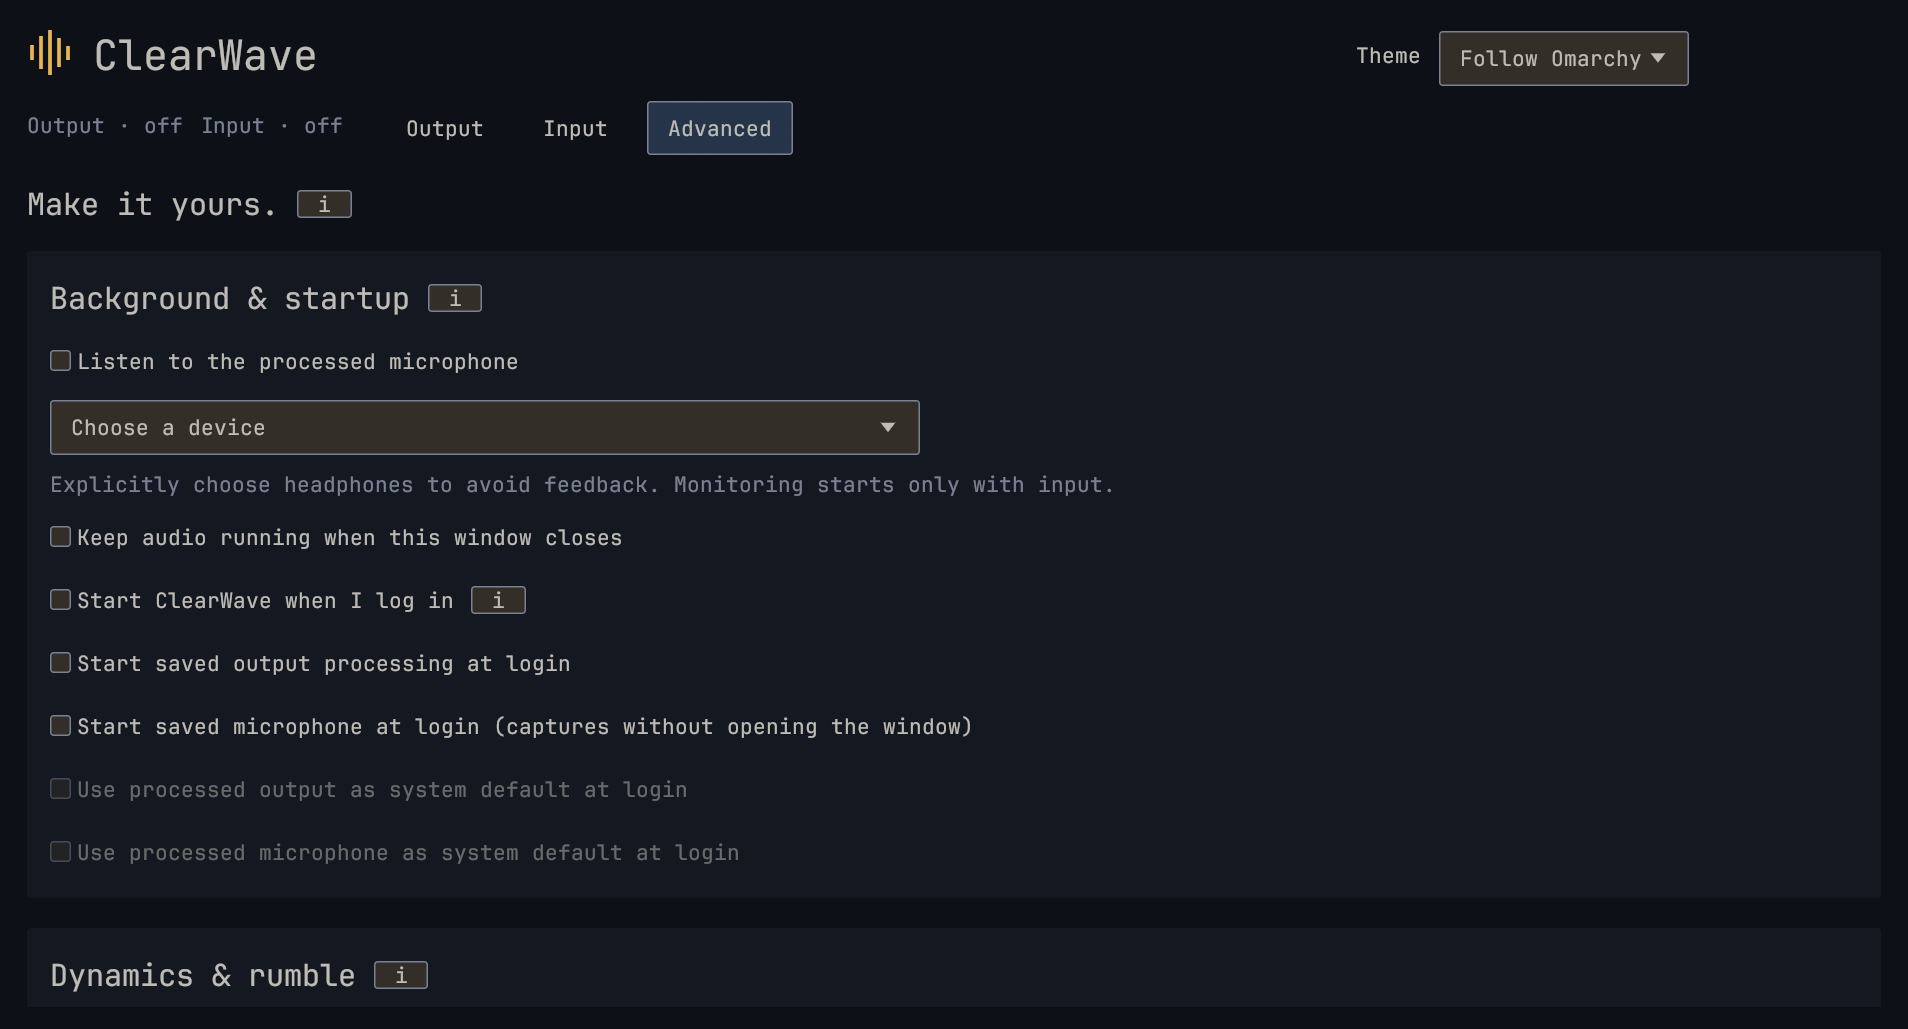 ClearWave
Theme Follow Omarchy
Output · off Input · off Output Input Advanced
Make it yours. i
Background & startup i
Listen to the processed microphone
Choose a device
Explicitly choose headphones to avoid feedback. Monitoring starts only with input.
Keep audio running when this window closes
Start ClearWave when I log in i
Start saved output processing at login
Start saved microphone at login (captures without opening the window)
Use processed output as system default at login
Use processed microphone as system default at login
Dynamics & rumble i